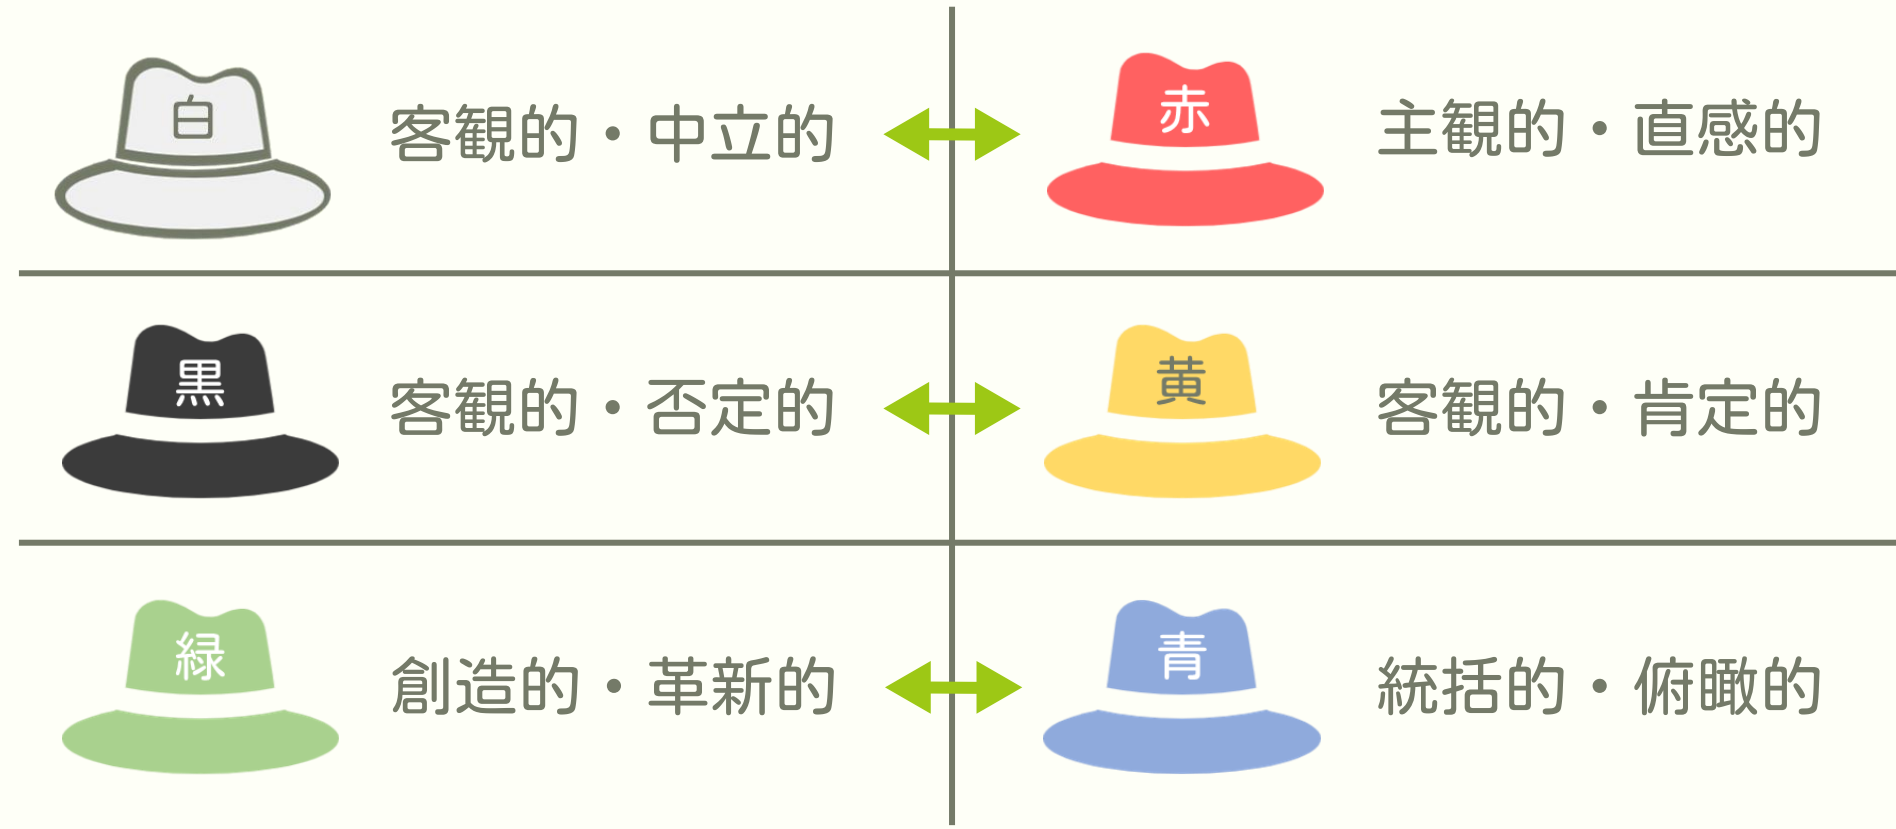 白
客観的・中立的
赤
主観的・直感的
黒
客観的・否定的
黄
客観的・肯定的
緑
創造的・革新的
青
統括的・俯瞰的